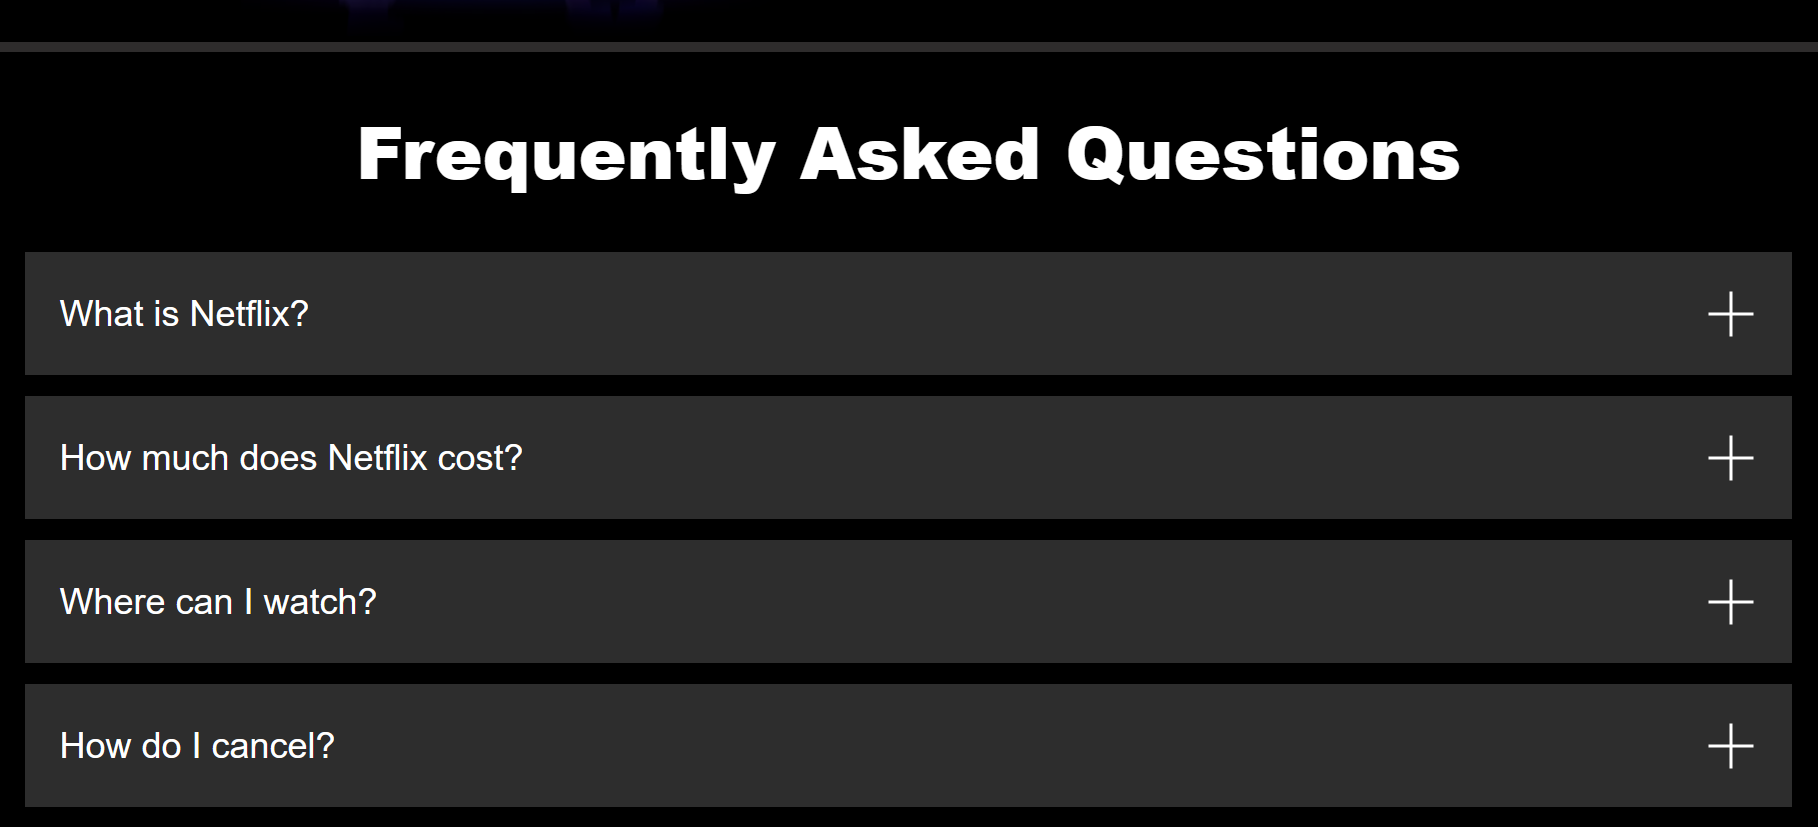 Frequently Asked Questions
What is Netflix?
How much does Netflix cost?
Where can I watch?
How do I cancel?